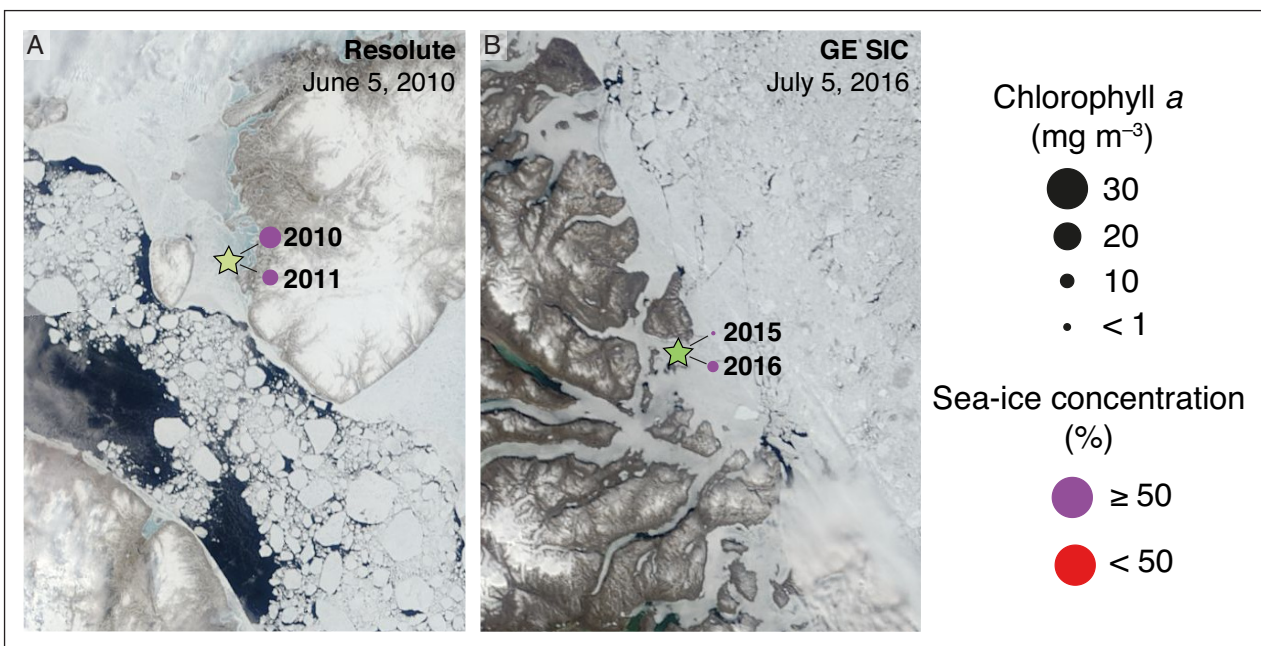 A
Resolute
June 5, 2010
2010
2011
B
GE SIC
July 5, 2016
2015
2016
Chlorophyll a
(mg m⁻³)
30
20
10
< 1
Sea-ice concentration
(%)
≥ 50
< 50